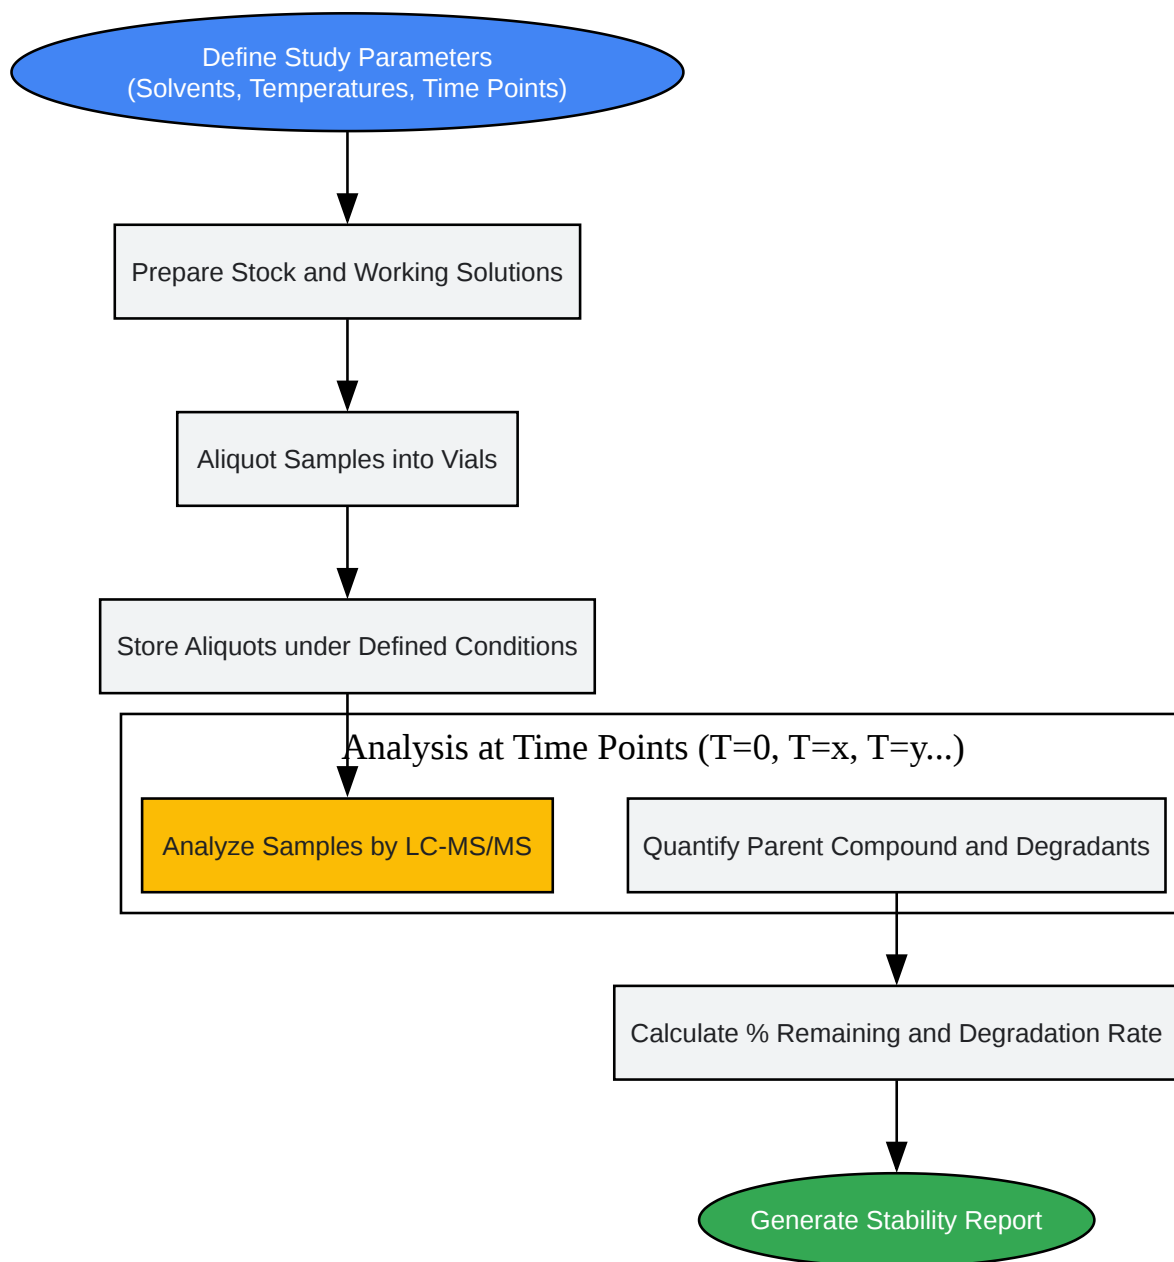 Define Study Parameters
(Solvents, Temperatures, Time Points)
Prepare Stock and Working Solutions
Aliquot Samples into Vials
Store Aliquots under Defined Conditions
Analysis at Time Points (T=0, T=x, T=y...)
Analyze Samples by LC-MS/MS
Quantify Parent Compound and Degradants
Calculate % Remaining and Degradation Rate
Generate Stability Report